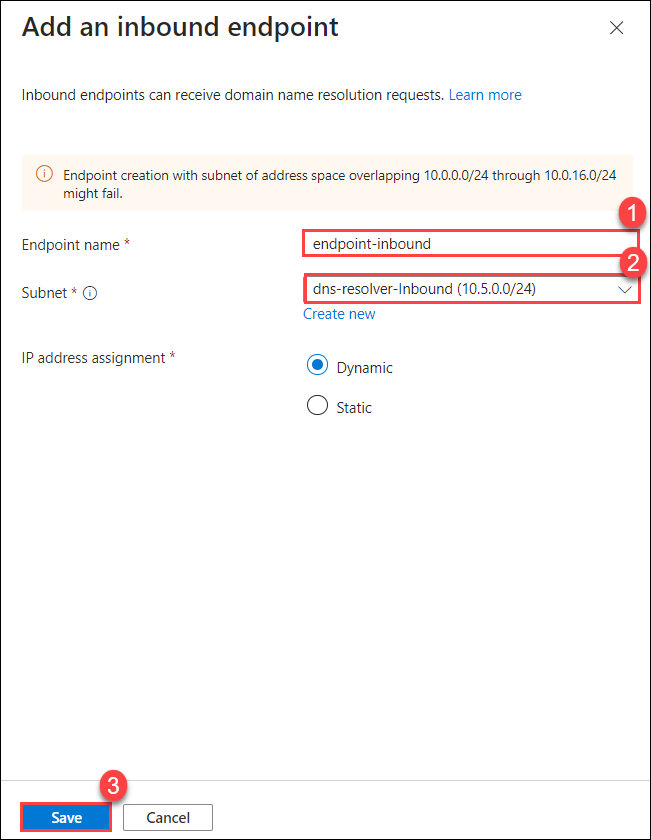 Add an inbound endpoint
Inbound endpoints can receive domain name resolution requests. Learn more
Endpoint creation with subnet of address space overlapping 10.0.0.0/24 through 10.0.16.0/24
might fail.
1
Endpoint name *
endpoint-inbound
2
Subnet *
dns-resolver-Inbound (10.5.0.0/24)
Create new
IP address assignment *
Dynamic
Static
3
Save
Cancel